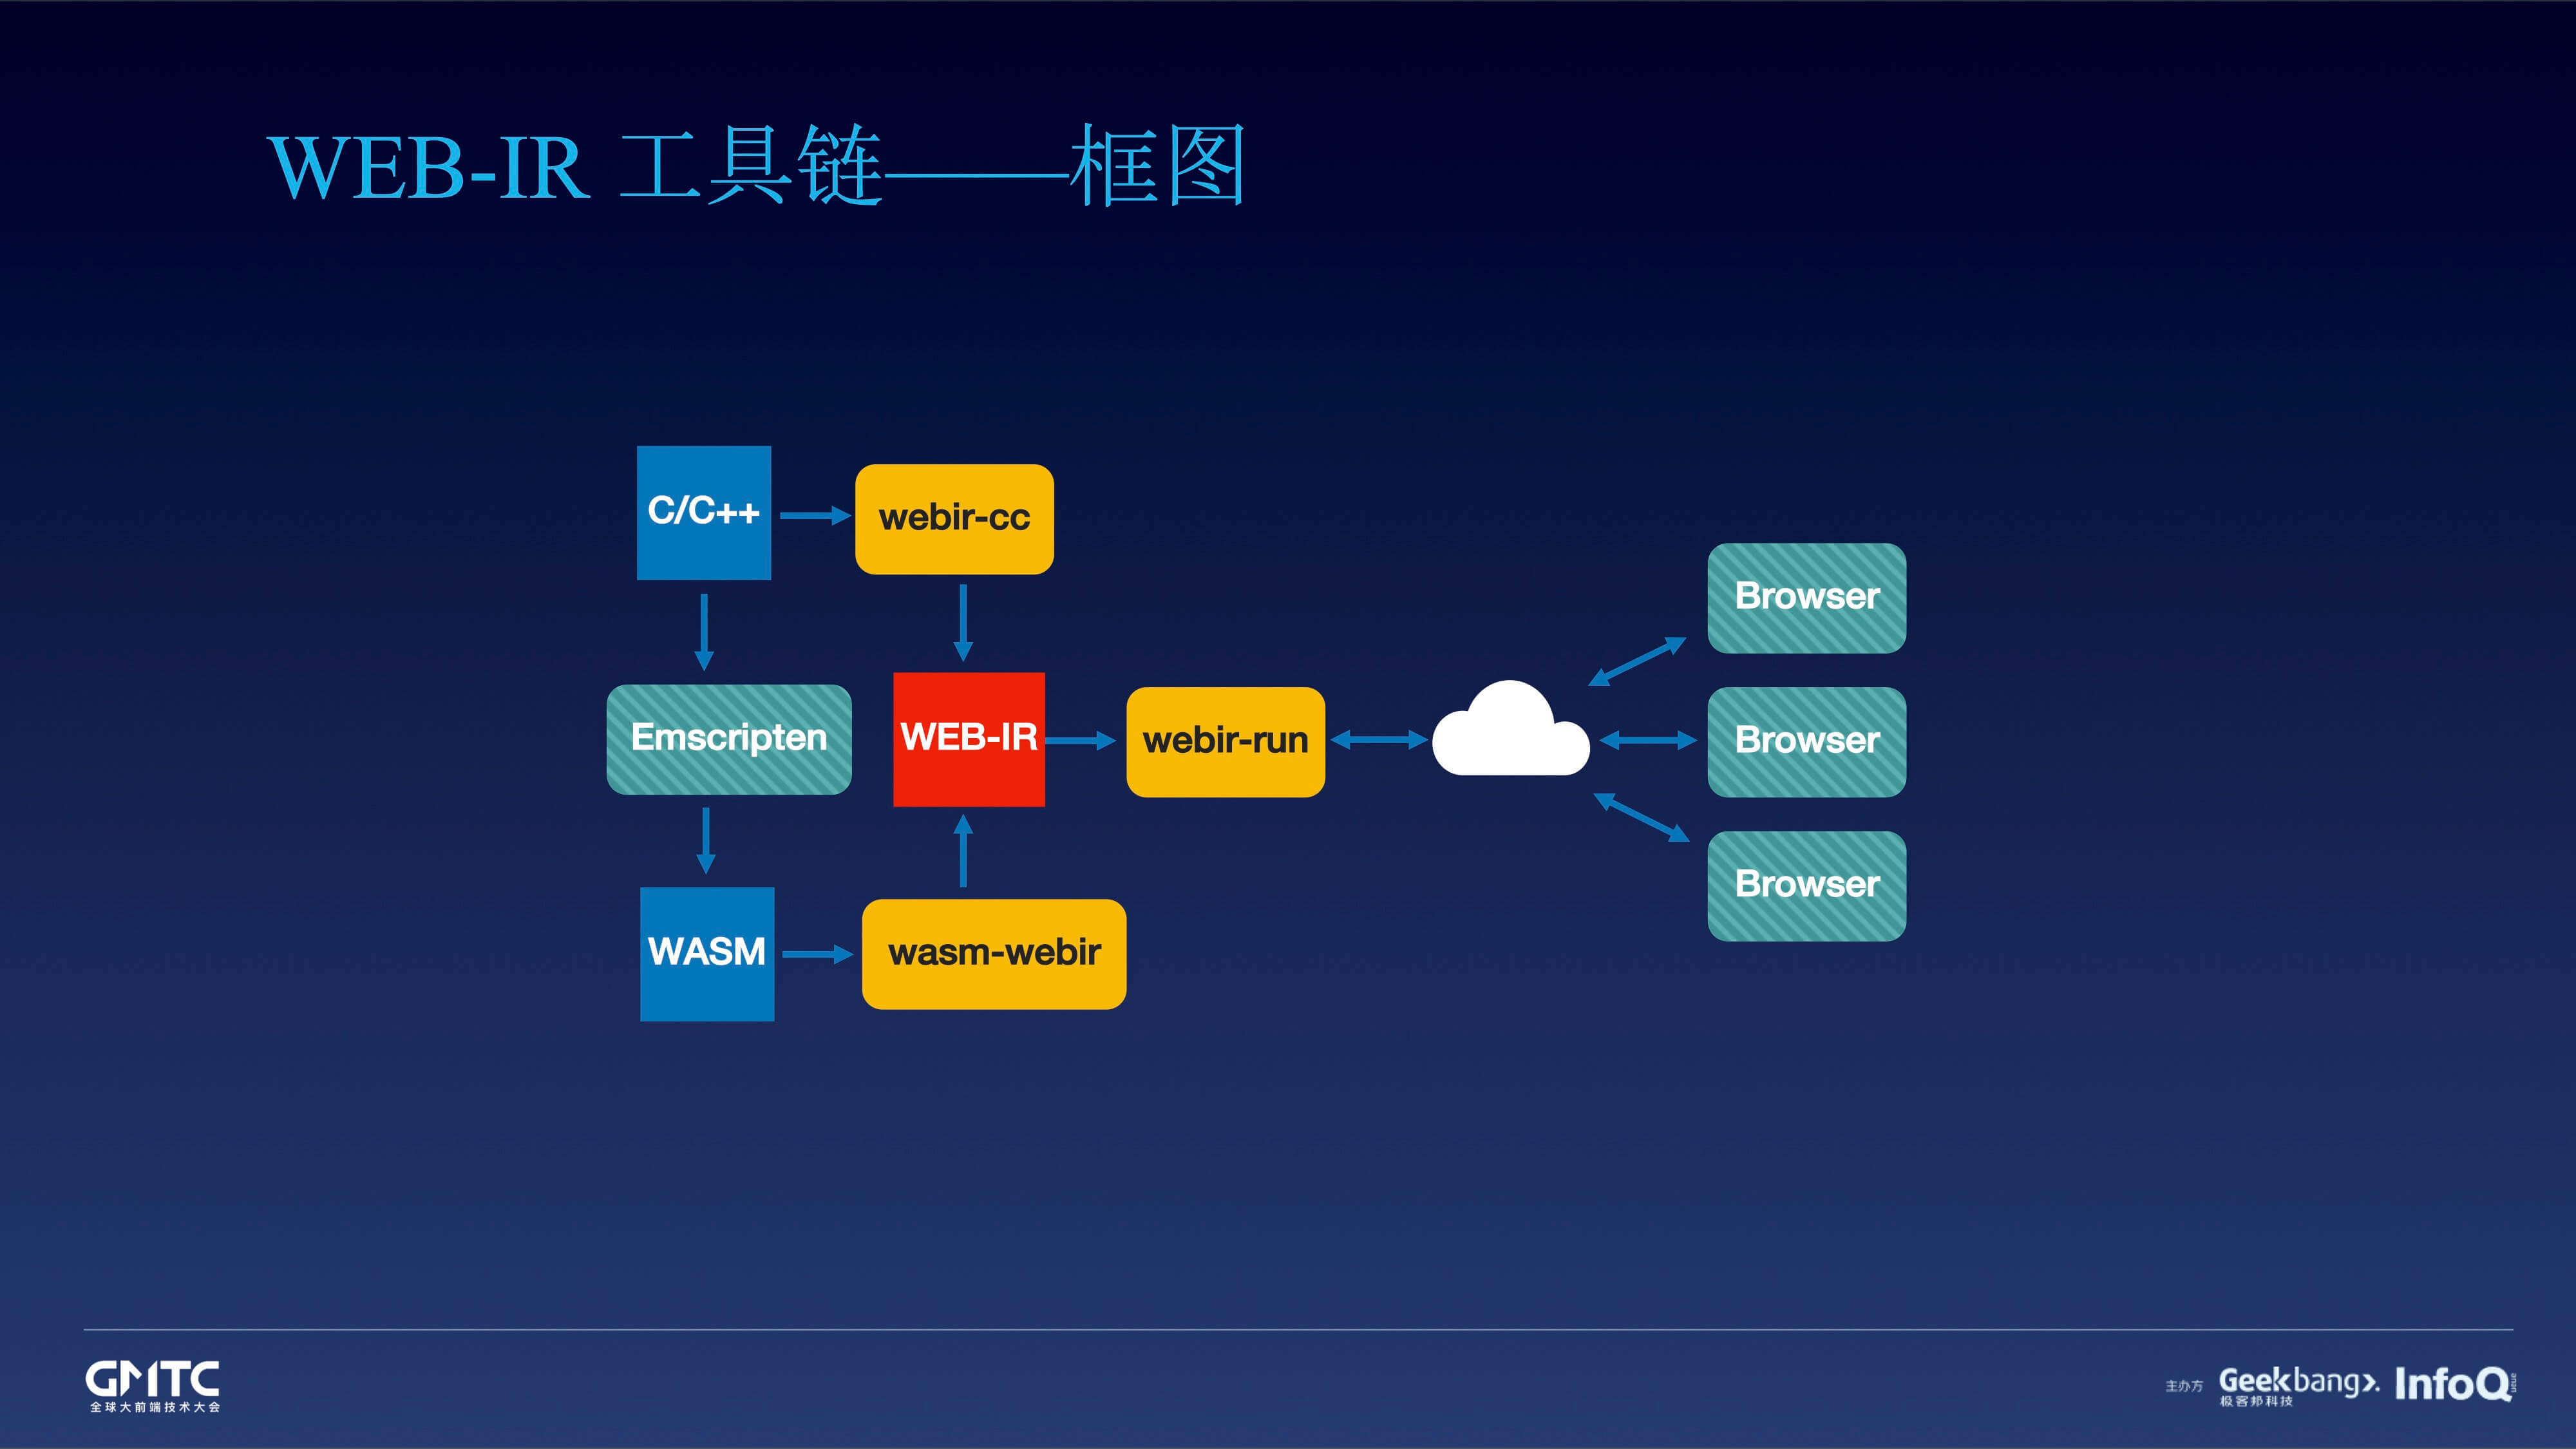 WEB-IR 工具链——框图
C/C++
webir-cc
Browser
Emscripten
WEB-IR
webir-run
Browser
WASM
wasm-webir
Browser
GMTC
全球大前端技术大会
主办方
Geekbang>.
极客邦科技
InfoQ